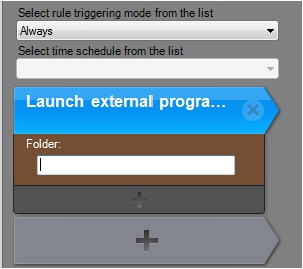 Select rule triggering mode from the list
Always
Select time schedule from the list
Launch external progra...
Folder: